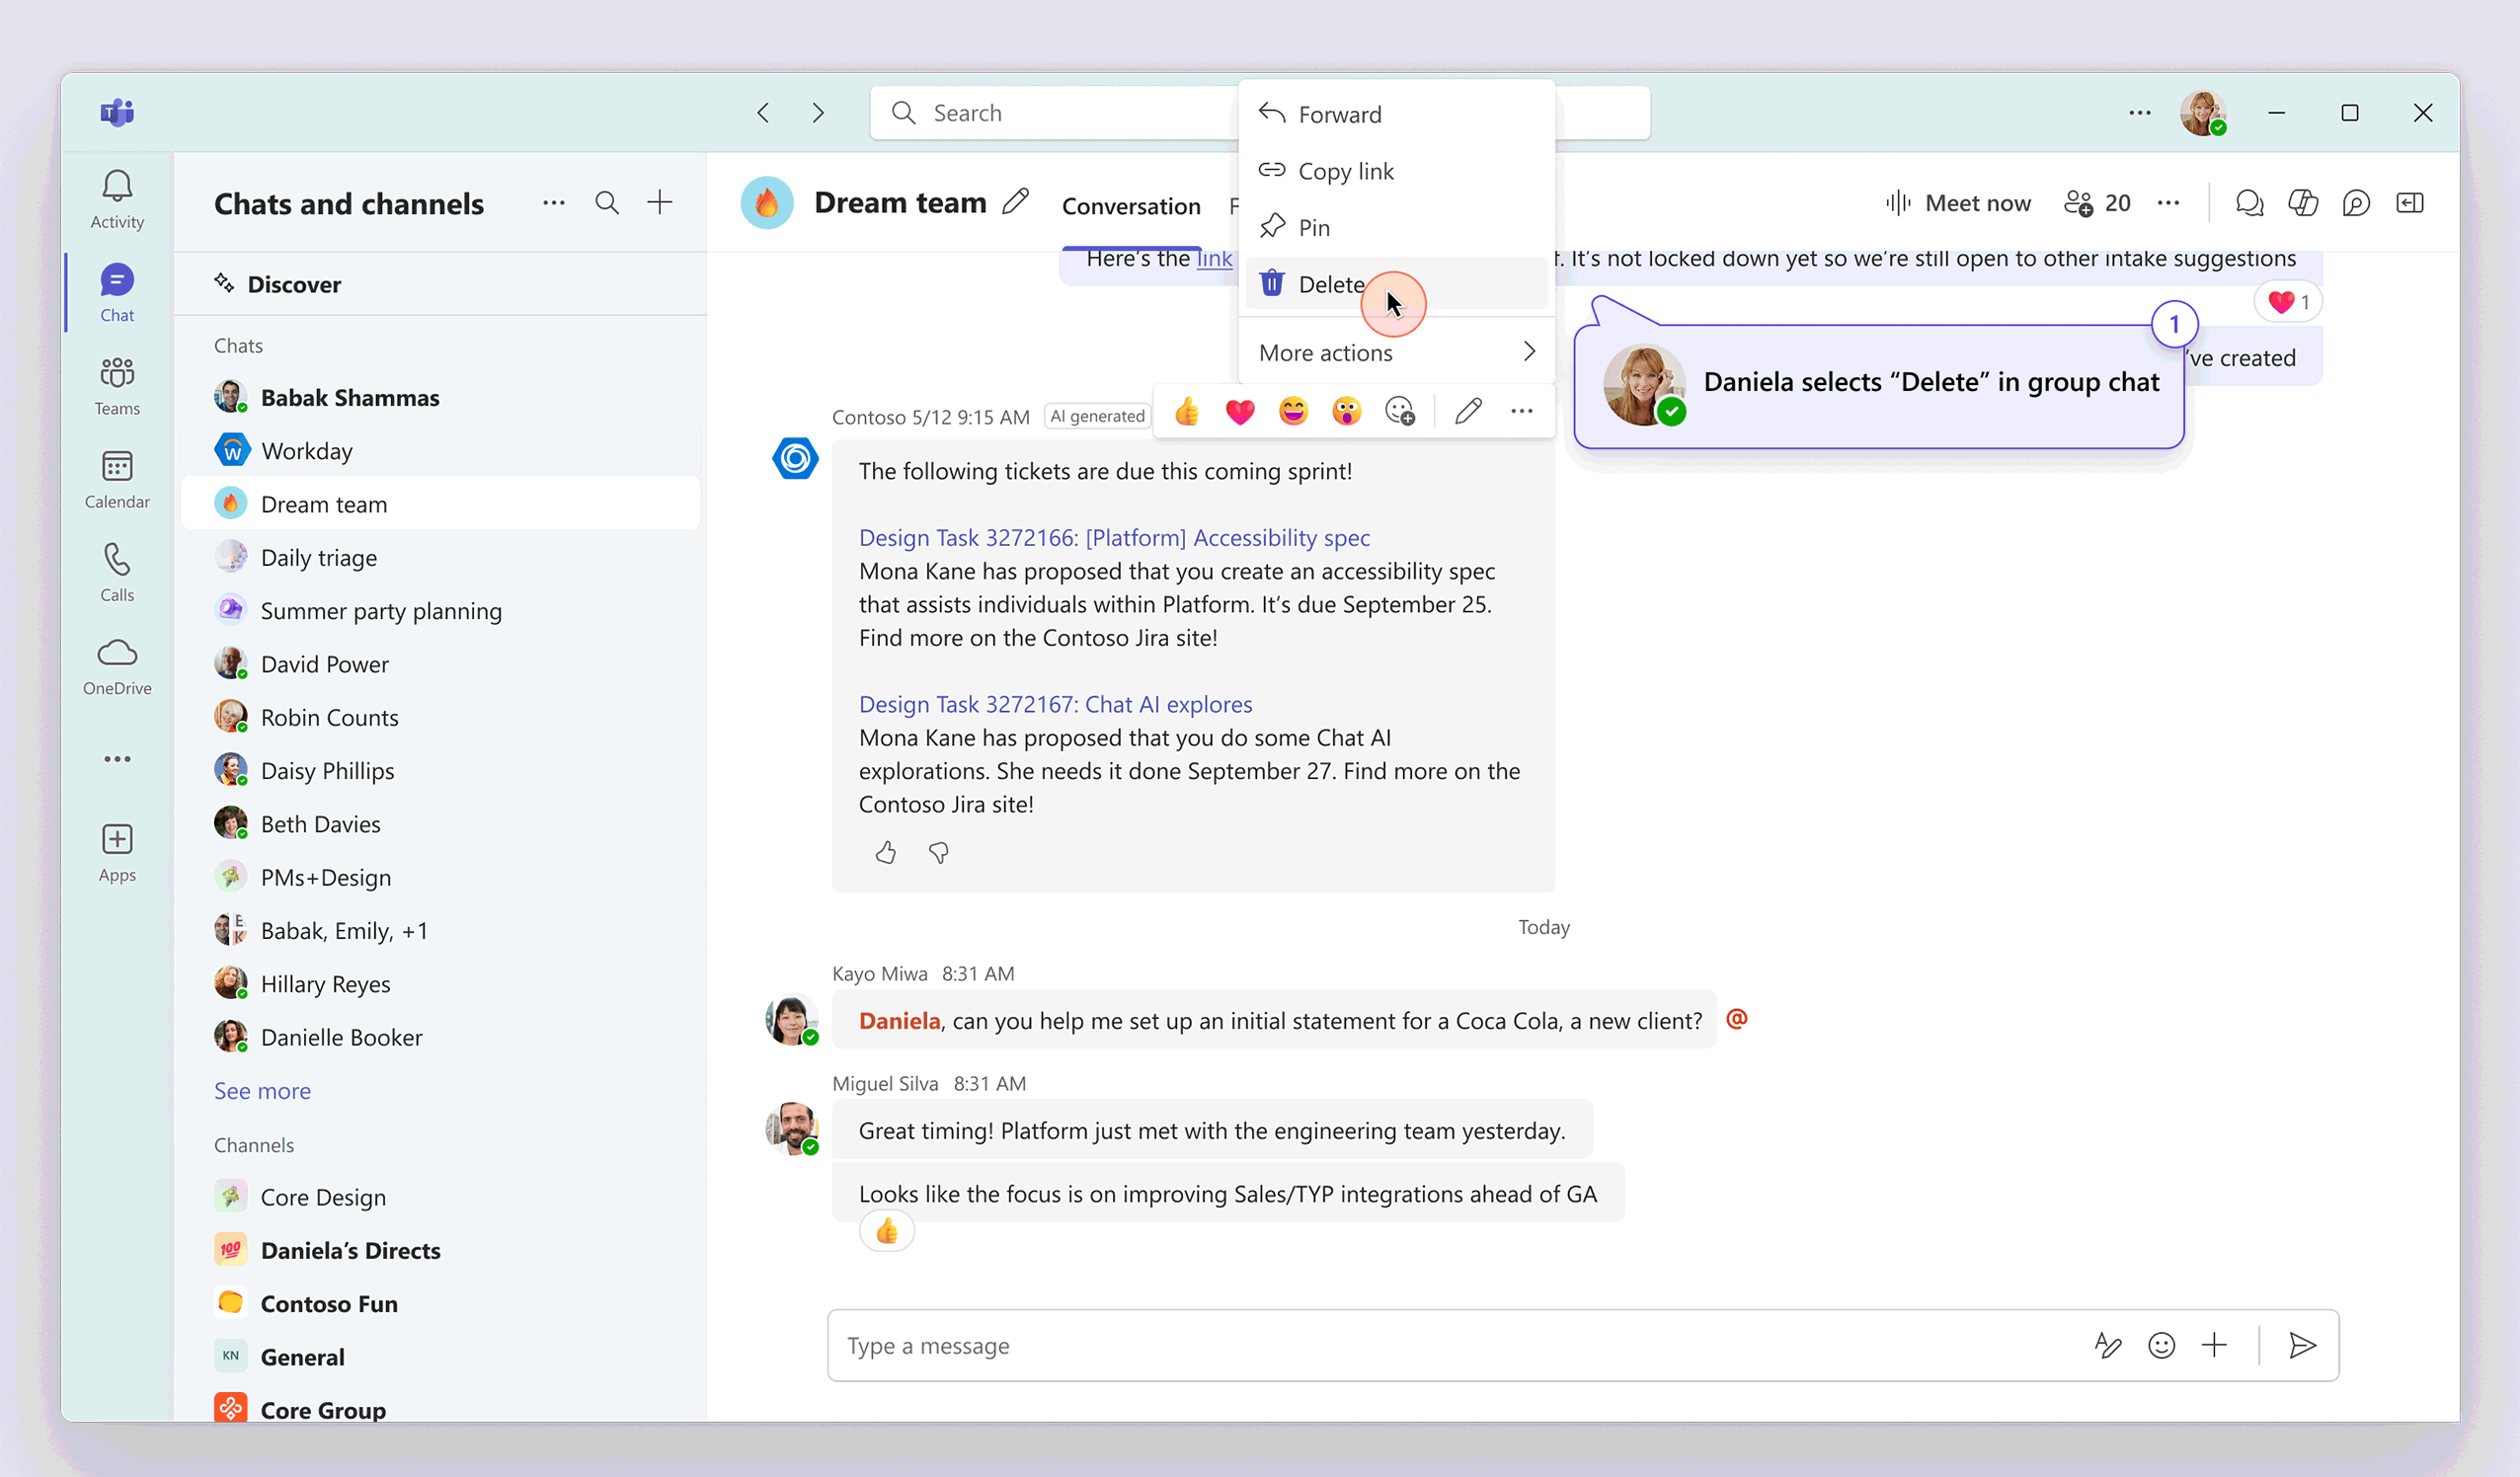 Search
Forward
Copy link
Pin
Delete
More actions
Activity
Chat
Teams
Calendar
Calls
OneDrive
Apps
Chats and channels
Discover
Chats
Babak Shammas
Workday
Dream team
Daily triage
Summer party planning
David Power
Robin Counts
Daisy Phillips
Beth Davies
PMs+Design
Babak, Emily, +1
Hillary Reyes
Danielle Booker
See more
Channels
Core Design
Daniela’s Directs
Contoso Fun
KN General
Core Group
Dream team
Conversation
Meet now
20
Here’s the link
It’s not locked down yet so we’re still open to other intake suggestions
1
’ve created
1
Daniela selects “Delete” in group chat
Contoso 5/12 9:15 AM AI generated
The following tickets are due this coming sprint!
Design Task 3272166: [Platform] Accessibility spec
Mona Kane has proposed that you create an accessibility spec
that assists individuals within Platform. It’s due September 25.
Find more on the Contoso Jira site!
Design Task 3272167: Chat AI explores
Mona Kane has proposed that you do some Chat AI
explorations. She needs it done September 27. Find more on the
Contoso Jira site!
Today
Kayo Miwa 8:31 AM
Daniela, can you help me set up an initial statement for a Coca Cola, a new client? @
Miguel Silva 8:31 AM
Great timing! Platform just met with the engineering team yesterday.
Looks like the focus is on improving Sales/TYP integrations ahead of GA
Type a message